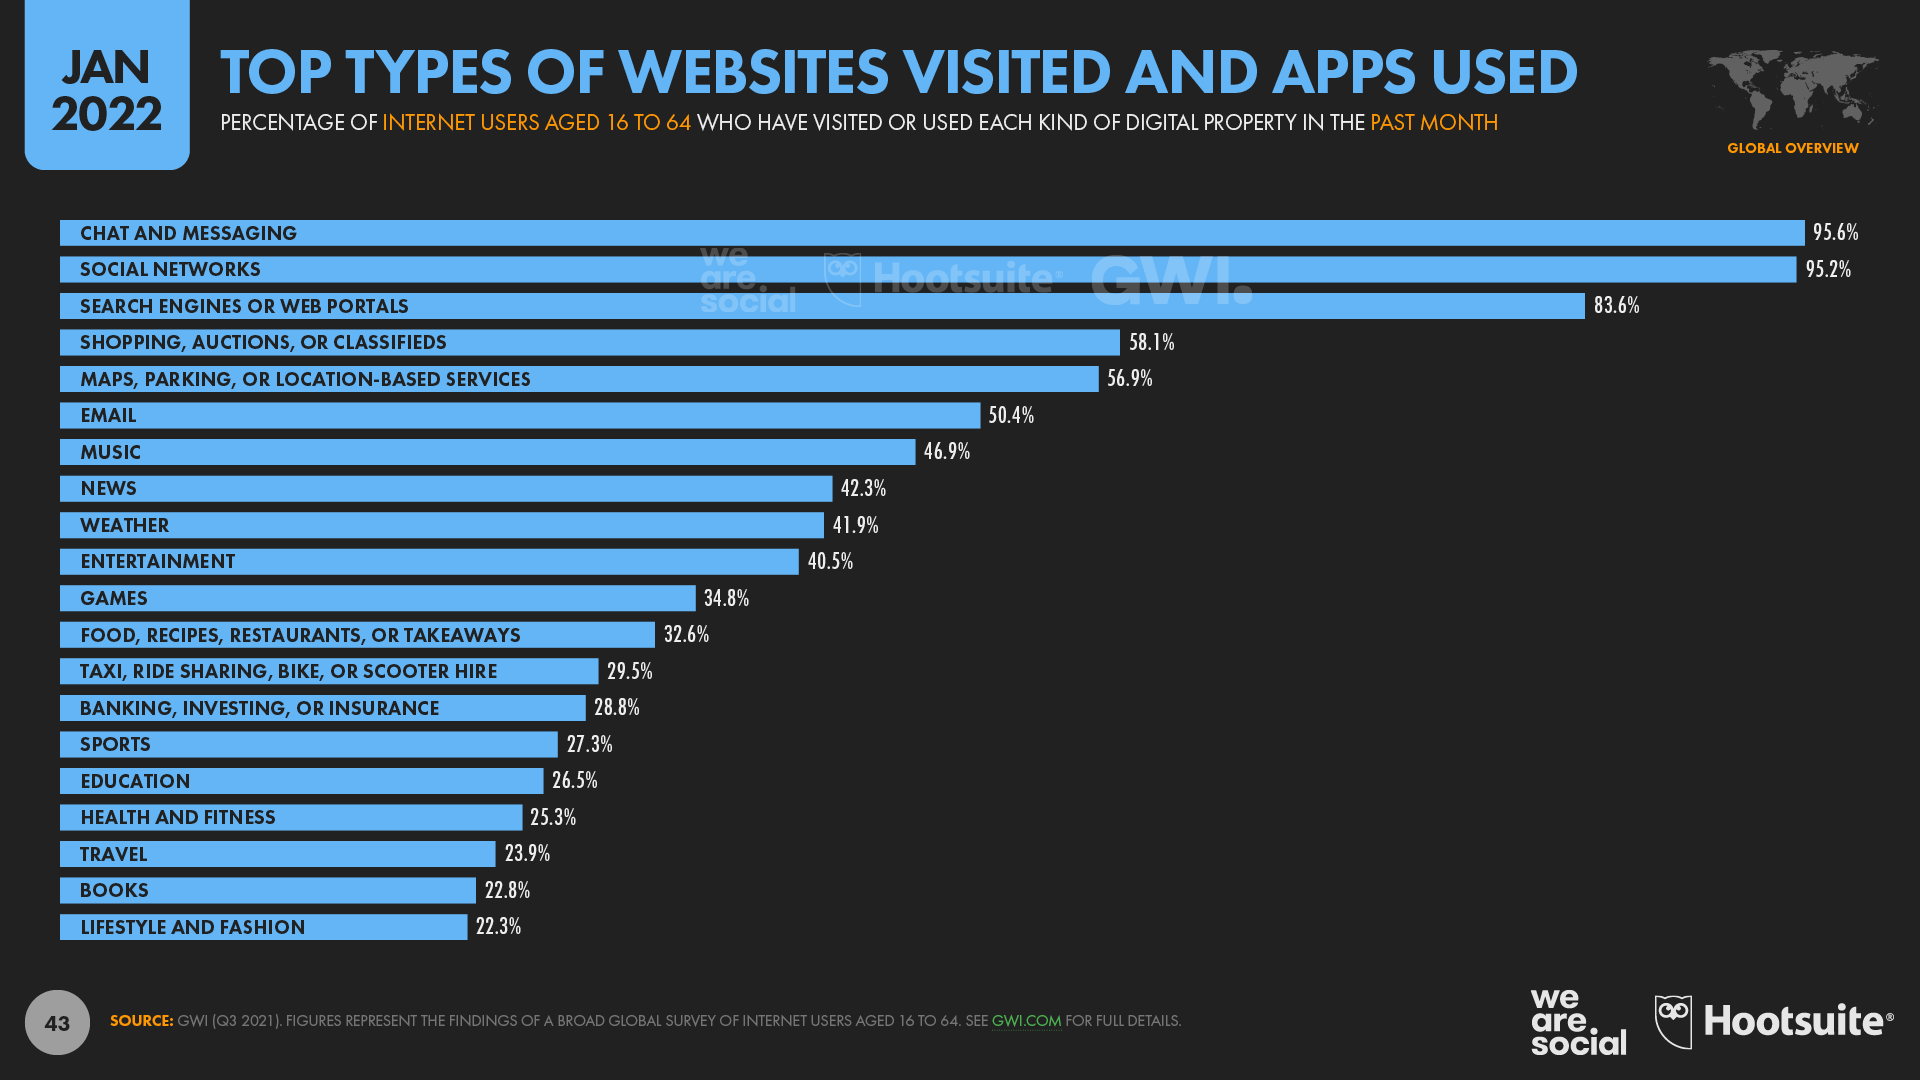 JAN
2022
TOP TYPES OF WEBSITES VISITED AND APPS USED
PERCENTAGE OF INTERNET USERS AGED 16 TO 64 WHO HAVE VISITED OR USED EACH KIND OF DIGITAL PROPERTY IN THE PAST MONTH
GLOBAL OVERVIEW
CHAT AND MESSAGING 95.6%
SOCIAL NETWORKS 95.2%
SEARCH ENGINES OR WEB PORTALS 83.6%
we
are
social
Hootsuite®
GWI.
SHOPPING, AUCTIONS, OR CLASSIFIEDS 58.1%
MAPS, PARKING, OR LOCATION-BASED SERVICES 56.9%
EMAIL 50.4%
MUSIC 46.9%
NEWS 42.3%
WEATHER 41.9%
ENTERTAINMENT 40.5%
GAMES 34.8%
FOOD, RECIPES, RESTAURANTS, OR TAKEAWAYS 32.6%
TAXI, RIDE SHARING, BIKE, OR SCOOTER HIRE 29.5%
BANKING, INVESTING, OR INSURANCE 28.8%
SPORTS 27.3%
EDUCATION 26.5%
HEALTH AND FITNESS 25.3%
TRAVEL 23.9%
BOOKS 22.8%
LIFESTYLE AND FASHION 22.3%
43
SOURCE: GWI (Q3 2021). FIGURES REPRESENT THE FINDINGS OF A BROAD GLOBAL SURVEY OF INTERNET USERS AGED 16 TO 64. SEE GWI.COM FOR FULL DETAILS.
we
are
social
Hootsuite®